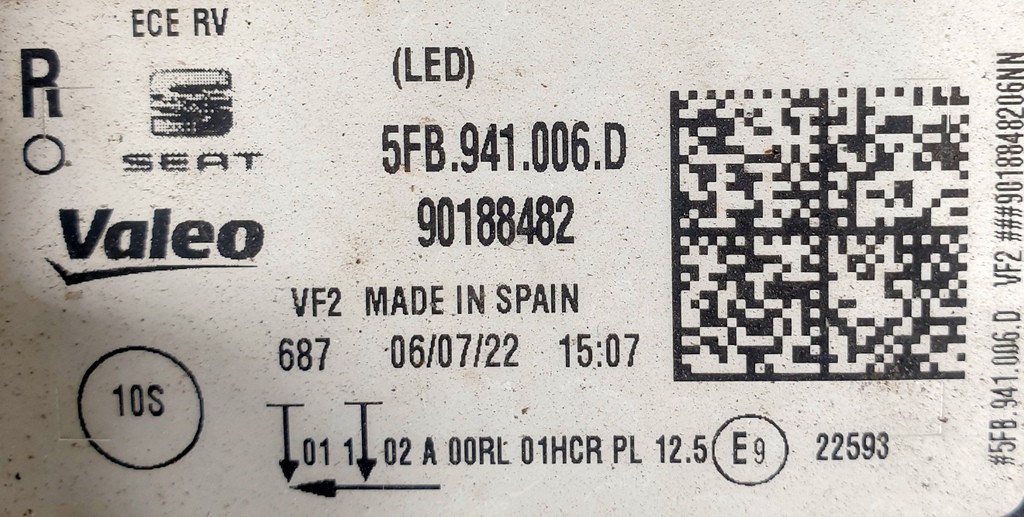 ECE RV
R
SEAT
Valeo
(LED)
5FB.941.006.D
90188482
VF2 MADE IN SPAIN
687 06/07/22 15:07
10S
01 1 02 A 00RL 01HCR PL 12.5 E9 22593
#5FB.941.006.D VF2 ###90188482O6NN